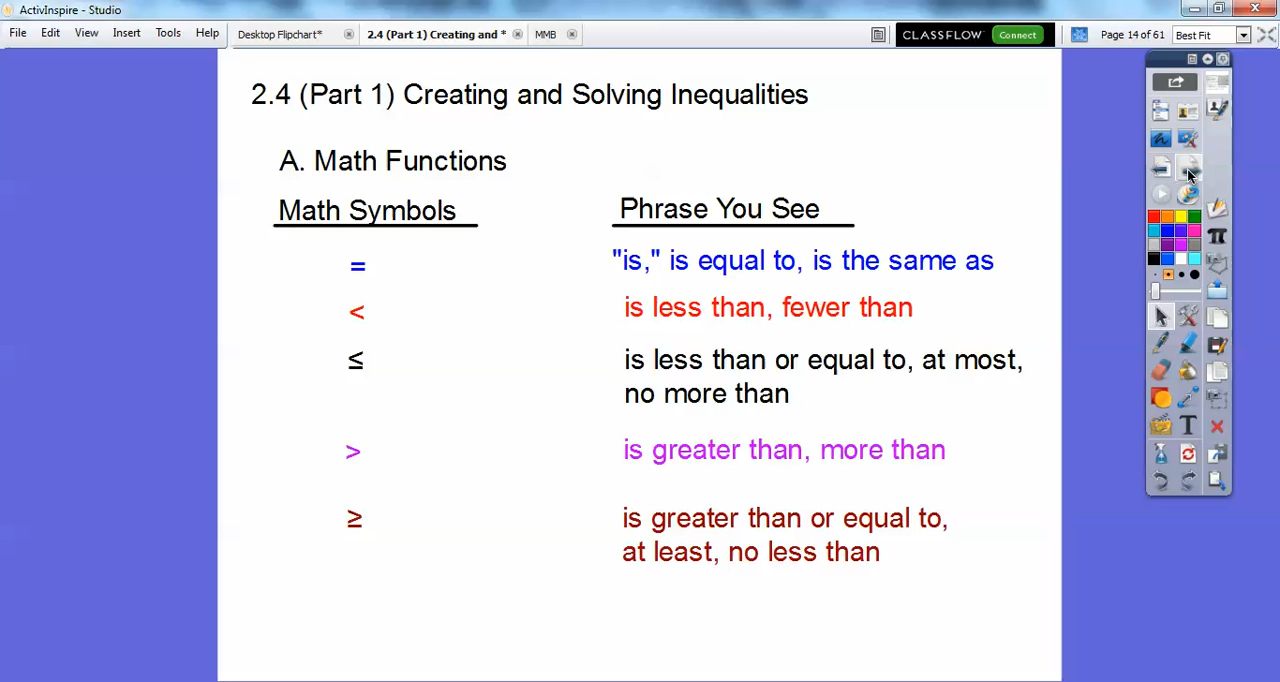 ActivInspire - Studio
File Edit View Insert Tools Help
Desktop Flipchart* 2.4 (Part 1) Creating and * MMB
CLASSFLOW Connect
Page 14 of 61 Best Fit
2.4 (Part 1) Creating and Solving Inequalities
A. Math Functions
Math Symbols Phrase You See
= "is," is equal to, is the same as
< is less than, fewer than
≤ is less than or equal to, at most,
no more than
> is greater than, more than
≥ is greater than or equal to,
at least, no less than